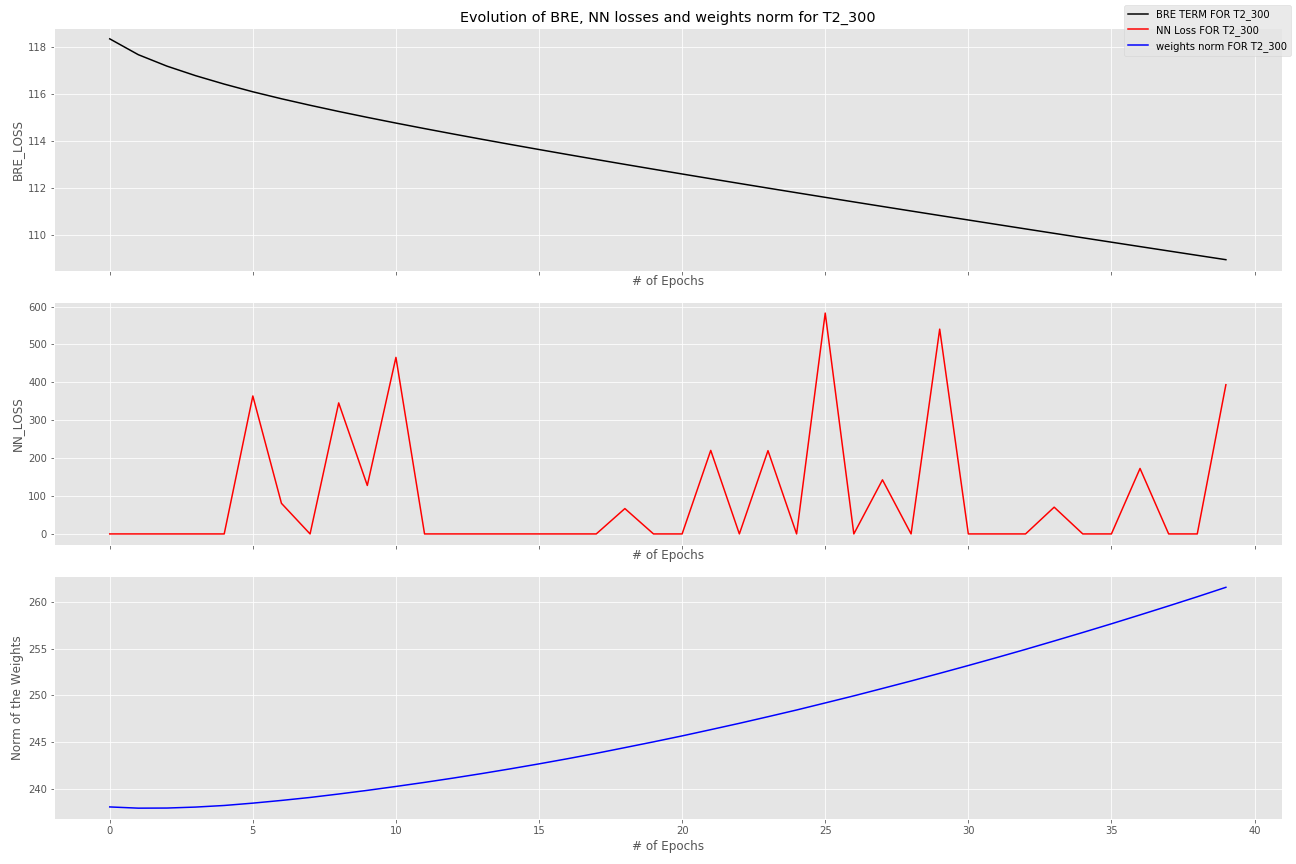 Evolution of BRE, NN losses and weights norm for T2_300
BRE TERM FOR T2_300
NN Loss FOR T2_300
weights norm FOR T2_300
BRE_LOSS
118
116
114
112
110
# of Epochs
NN_LOSS
600
500
400
300
200
100
0
# of Epochs
Norm of the Weights
260
255
250
245
240
0 5 10 15 20 25 30 35 40
# of Epochs